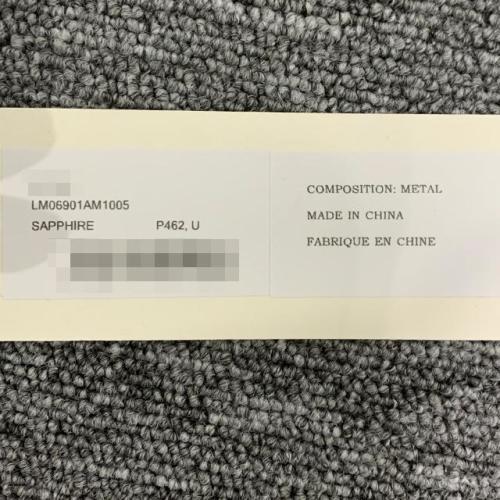 LM06901AM1005
SAPPHIRE P462, U
COMPOSITION: METAL
MADE IN CHINA
FABRIQUE EN CHINE